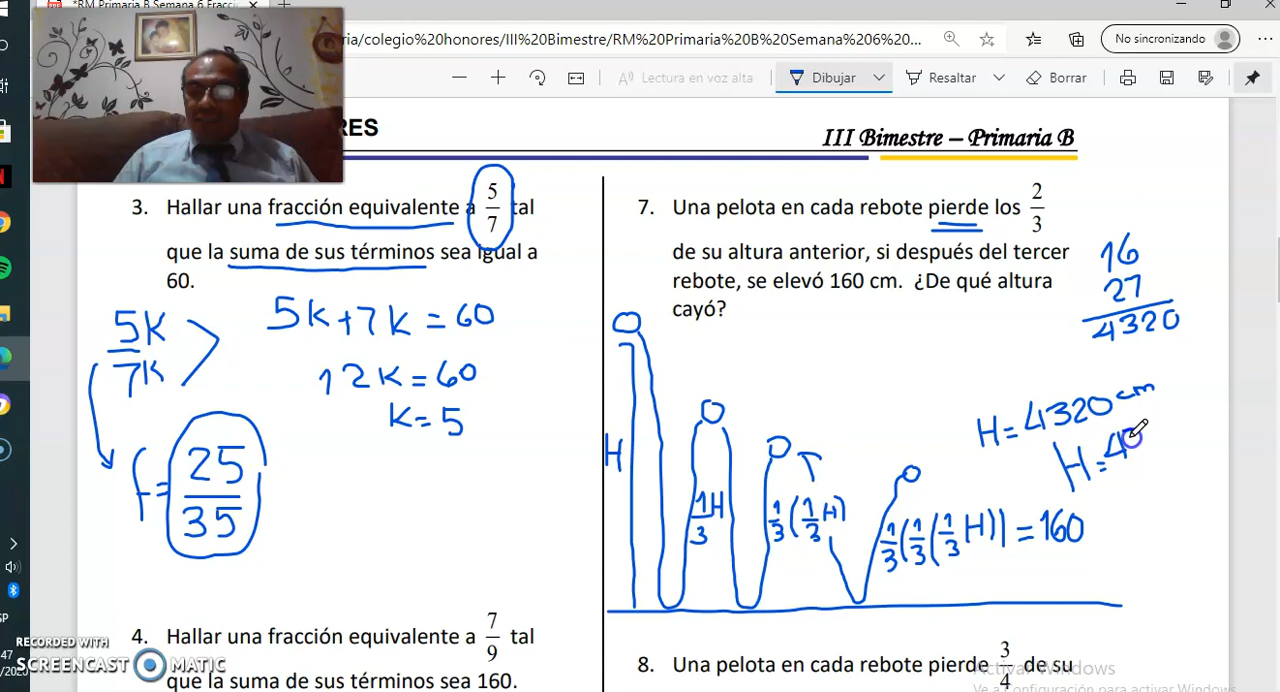 *RM Primaria B Semana 6 Fracci
ria/colegio%20honores/III%20Bimestre/RM%20Primaria%20B%20Semana%206%20...
No sincronizando
Lectura en voz alta
Dibujar
Resaltar
Borrar
RES
III Bimestre – Primaria B
3. Hallar una fracción equivalente a 5/7 tal
que la suma de sus términos sea igual a
60.
5K/7K
5K+7K=60
12K=60
K=5
f=25/35
4. Hallar una fracción equivalente a 7/9 tal
que la suma de sus términos sea 160.
7. Una pelota en cada rebote pierde los 2/3
de su altura anterior, si después del tercer
rebote, se elevó 160 cm. ¿De qué altura
cayó?
16
27
4320
H=4320cm
H=4
H
1/3H
1/3(1/3H)
1/3(1/3(1/3H))=160
8. Una pelota en cada rebote pierde 3/4 de su
Activar Windows
Ve a Configuración para activar Windows
RECORDED WITH
SCREENCAST MATIC